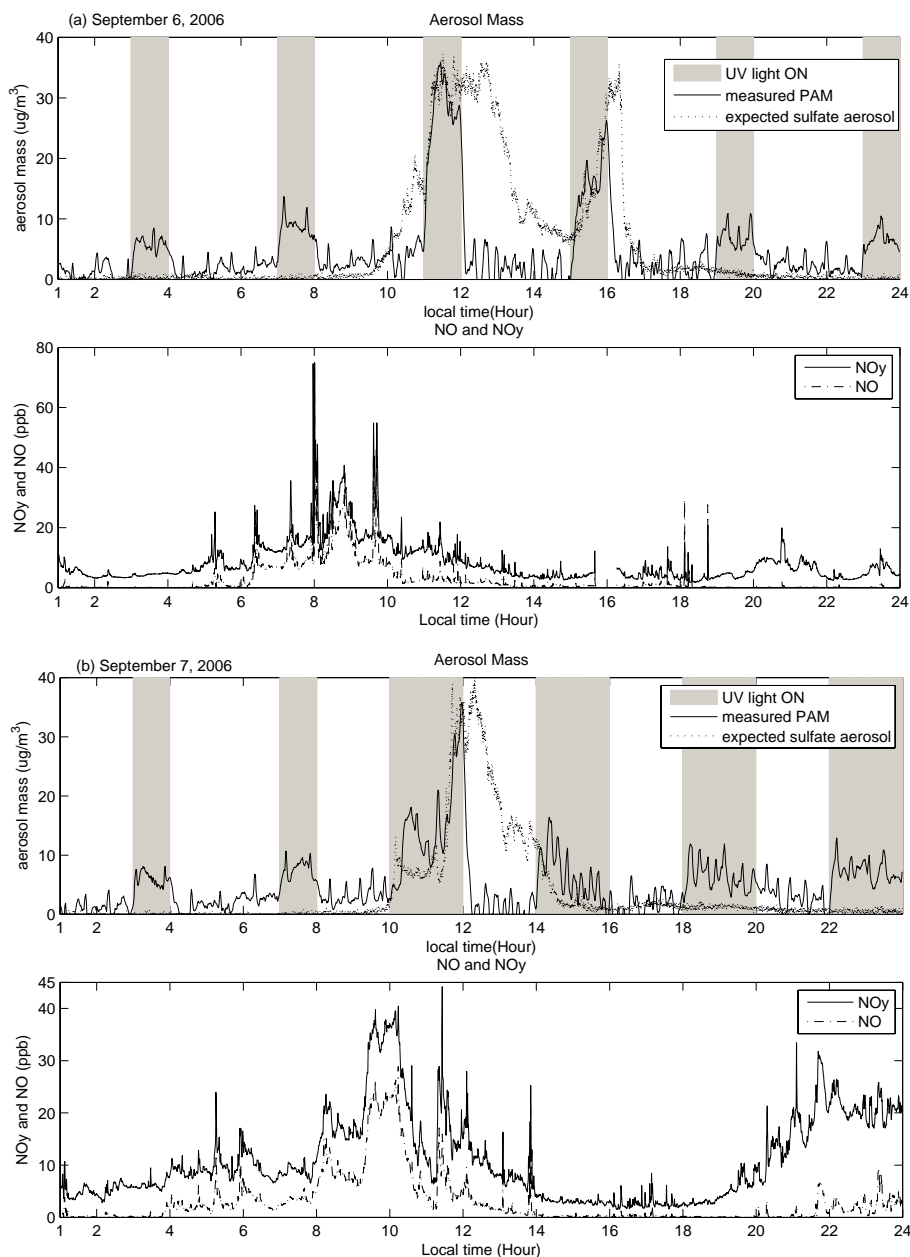 (a) September 6, 2006
Aerosol Mass
40
30
20
10
0
aerosol mass (ug/m3)
UV light ON
measured PAM
expected sulfate aerosol
1 2 4 6 8 10 12 14 16 18 20 22 24
local time(Hour)
NO and NOy
80
60
40
20
0
NOy and NO (ppb)
NOy
NO
1 2 4 6 8 10 12 14 16 18 20 22 24
Local time (Hour)
(b) September 7, 2006
Aerosol Mass
40
30
20
10
0
aerosol mass (ug/m3)
UV light ON
measured PAM
expected sulfate aerosol
1 2 4 6 8 10 12 14 16 18 20 22 24
local time(Hour)
NO and NOy
45
40
30
20
10
0
NOy and NO (ppb)
NOy
NO
1 2 4 6 8 10 12 14 16 18 20 22 24
Local time (Hour)